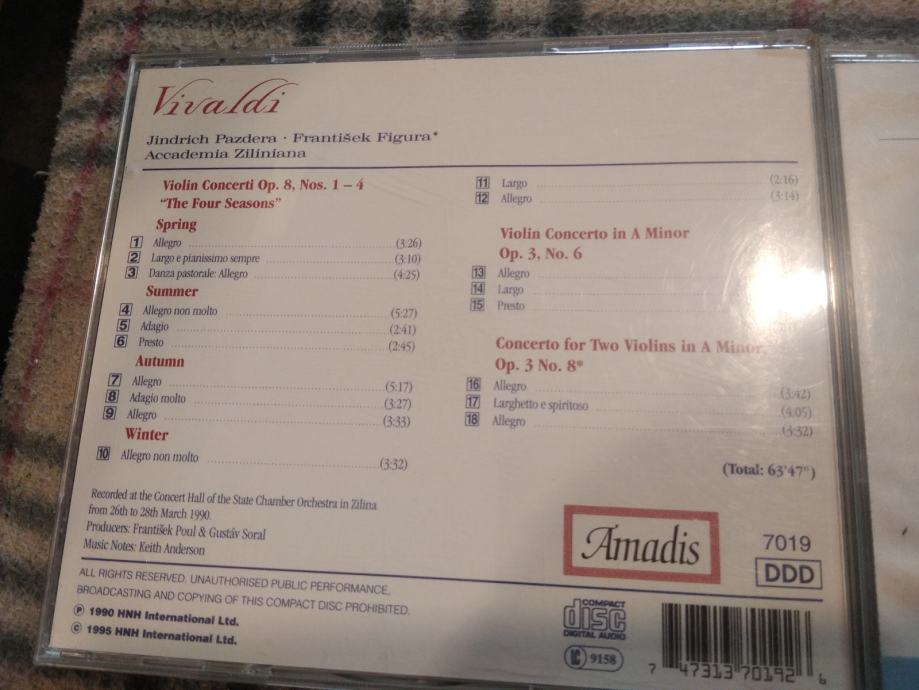 Vivaldi
Jindrich Pazdera · František Figura*
Accademia Ziliniana
Violin Concerti Op. 8, Nos. 1 – 4
"The Four Seasons"
Spring
1 Allegro (3:26)
2 Largo e pianissimo sempre (3:10)
3 Danza pastorale: Allegro (4:25)
Summer
4 Allegro non molto (5:27)
5 Adagio (2:41)
6 Presto (2:45)
Autumn
7 Allegro (5:17)
8 Adagio molto (3:27)
9 Allegro (3:33)
Winter
10 Allegro non molto (3:32)
11 Largo (2:16)
12 Allegro (3:14)
Violin Concerto in A Minor
Op. 3, No. 6
13 Allegro
14 Largo
15 Presto
Concerto for Two Violins in A Minor,
Op. 3 No. 8*
16 Allegro (3:42)
17 Larghetto e spiritoso (4:05)
18 Allegro (3:32)
(Total: 63'47")
Recorded at the Concert Hall of the State Chamber Orchestra in Zilina
from 26th to 28th March 1990.
Producers: František Poul & Gustáv Soral
Music Notes: Keith Anderson
Amadis
7019
DDD
ALL RIGHTS RESERVED. UNAUTHORISED PUBLIC PERFORMANCE,
BROADCASTING AND COPYING OF THIS COMPACT DISC PROHIBITED.
℗ 1990 HNH International Ltd.
© 1995 HNH International Ltd.
COMPACT
disc
DIGITAL AUDIO
LC 9158
7 47313 70192 6